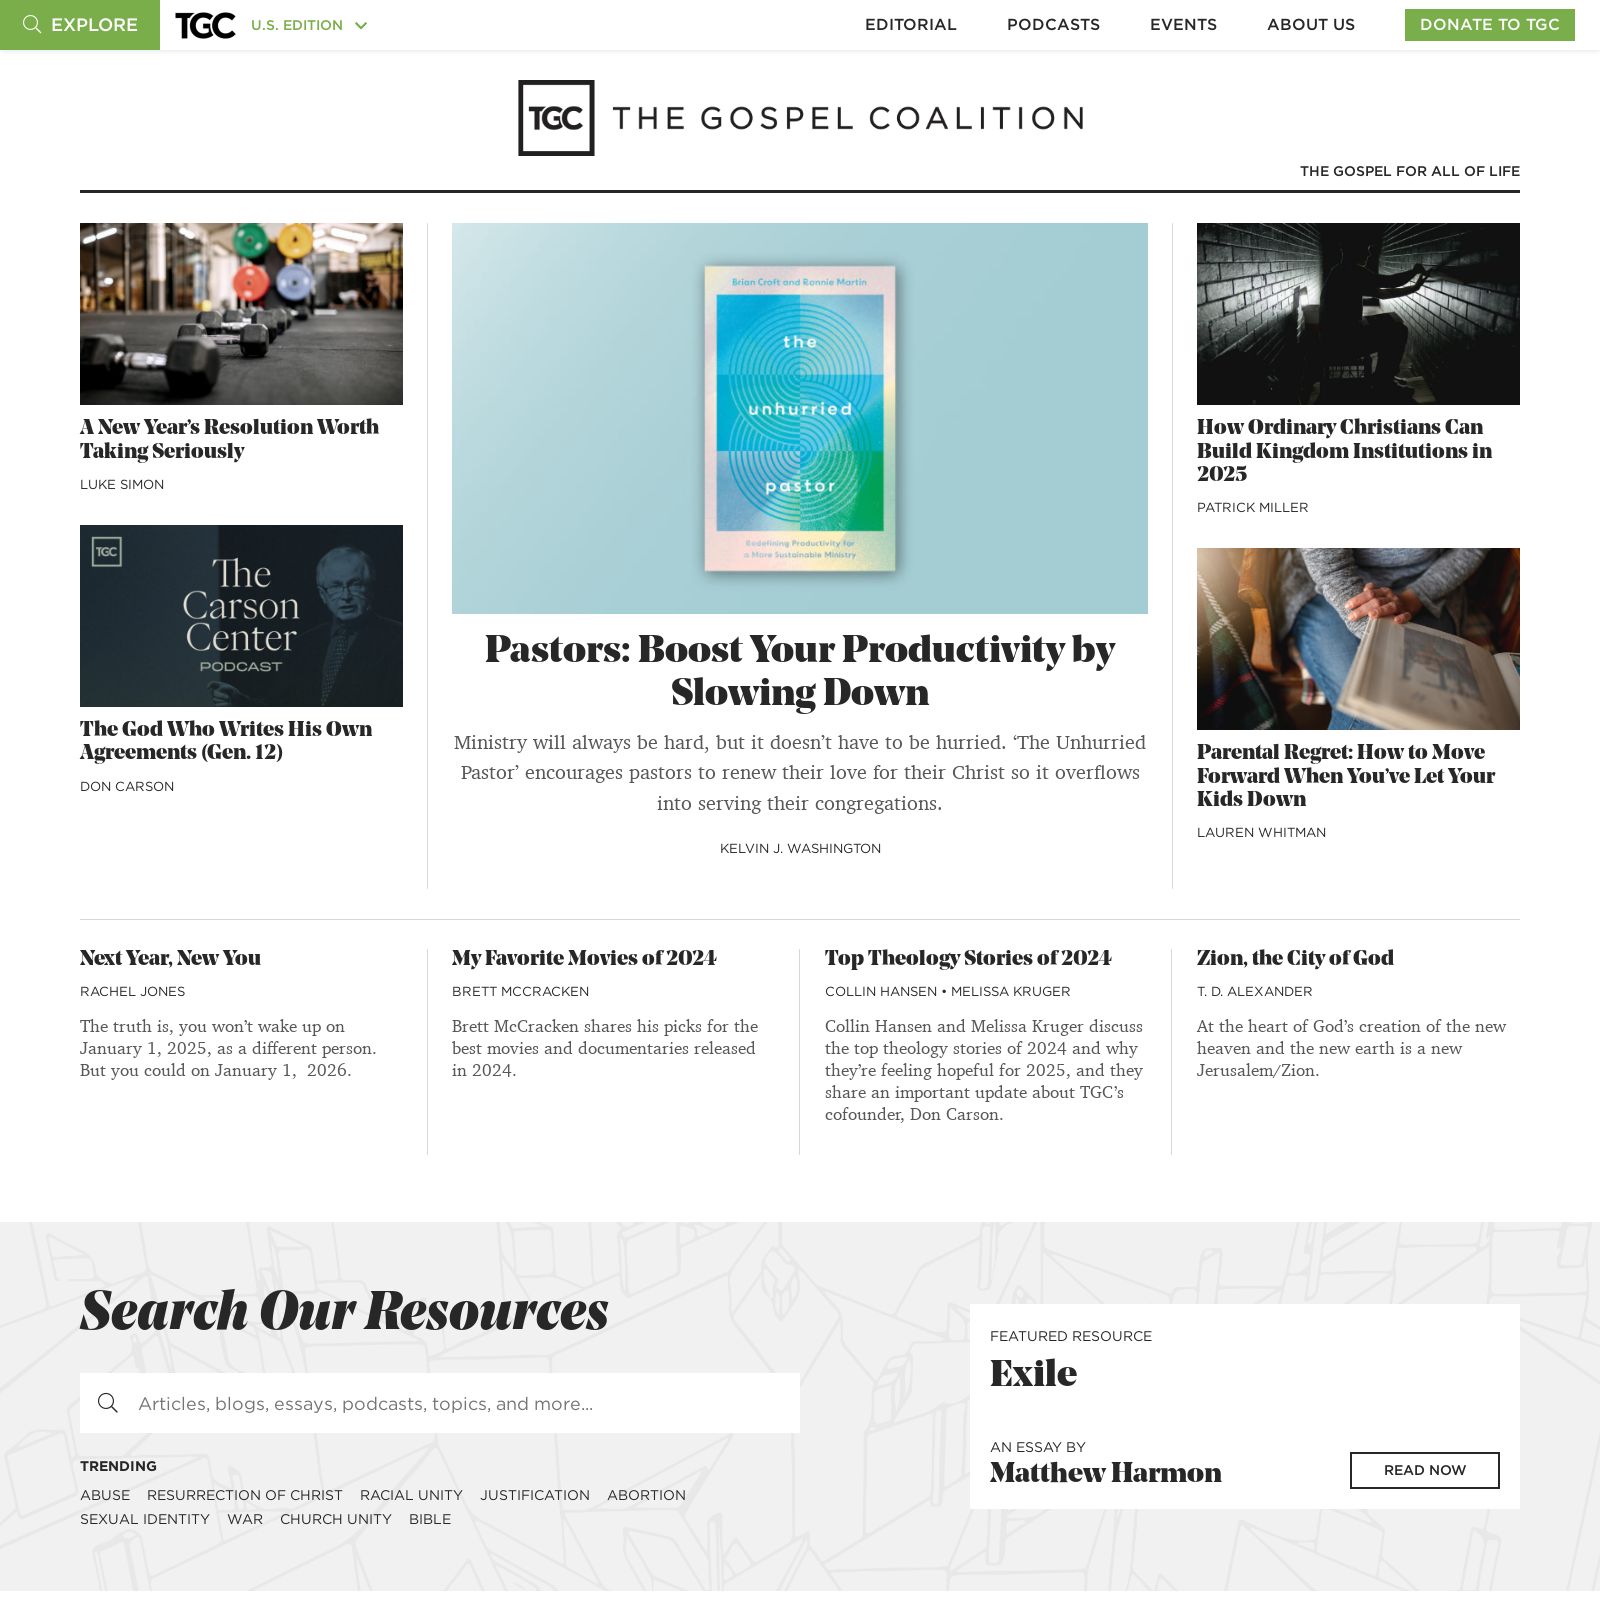 EXPLORE
TGC
U.S. EDITION
EDITORIAL
PODCASTS
EVENTS
ABOUT US
DONATE TO TGC
TGC
THE GOSPEL COALITION
THE GOSPEL FOR ALL OF LIFE
A New Year’s Resolution Worth
Taking Seriously
LUKE SIMON
TGC
The
Carson
Center
PODCAST
The God Who Writes His Own
Agreements (Gen. 12)
DON CARSON
Brian Croft and Ronnie Martin
the
unhurried
pastor
Redefining Productivity for
a More Sustainable Ministry
Pastors: Boost Your Productivity by
Slowing Down
Ministry will always be hard, but it doesn’t have to be hurried. ‘The Unhurried
Pastor’ encourages pastors to renew their love for their Christ so it overflows
into serving their congregations.
KELVIN J. WASHINGTON
How Ordinary Christians Can
Build Kingdom Institutions in
2025
PATRICK MILLER
Parental Regret: How to Move
Forward When You’ve Let Your
Kids Down
LAUREN WHITMAN
Next Year, New You
RACHEL JONES
The truth is, you won’t wake up on
January 1, 2025, as a different person.
But you could on January 1,  2026.
My Favorite Movies of 2024
BRETT MCCRACKEN
Brett McCracken shares his picks for the
best movies and documentaries released
in 2024.
Top Theology Stories of 2024
COLLIN HANSEN • MELISSA KRUGER
Collin Hansen and Melissa Kruger discuss
the top theology stories of 2024 and why
they’re feeling hopeful for 2025, and they
share an important update about TGC’s
cofounder, Don Carson.
Zion, the City of God
T. D. ALEXANDER
At the heart of God’s creation of the new
heaven and the new earth is a new
Jerusalem/Zion.
Search Our Resources
Articles, blogs, essays, podcasts, topics, and more...
TRENDING
ABUSE RESURRECTION OF CHRIST RACIAL UNITY JUSTIFICATION ABORTION
SEXUAL IDENTITY WAR CHURCH UNITY BIBLE
FEATURED RESOURCE
Exile
AN ESSAY BY
Matthew Harmon
READ NOW